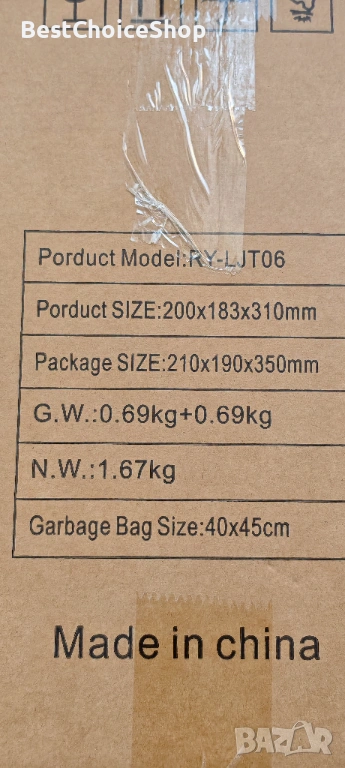 BestChoiceShop
Porduct Model:RY-LJT06
Porduct SIZE:200x183x310mm
Package SIZE:210x190x350mm
G.W.:0.69kg+0.69kg
N.W.:1.67kg
Garbage Bag Size:40x45cm
Made in china
BAZAR